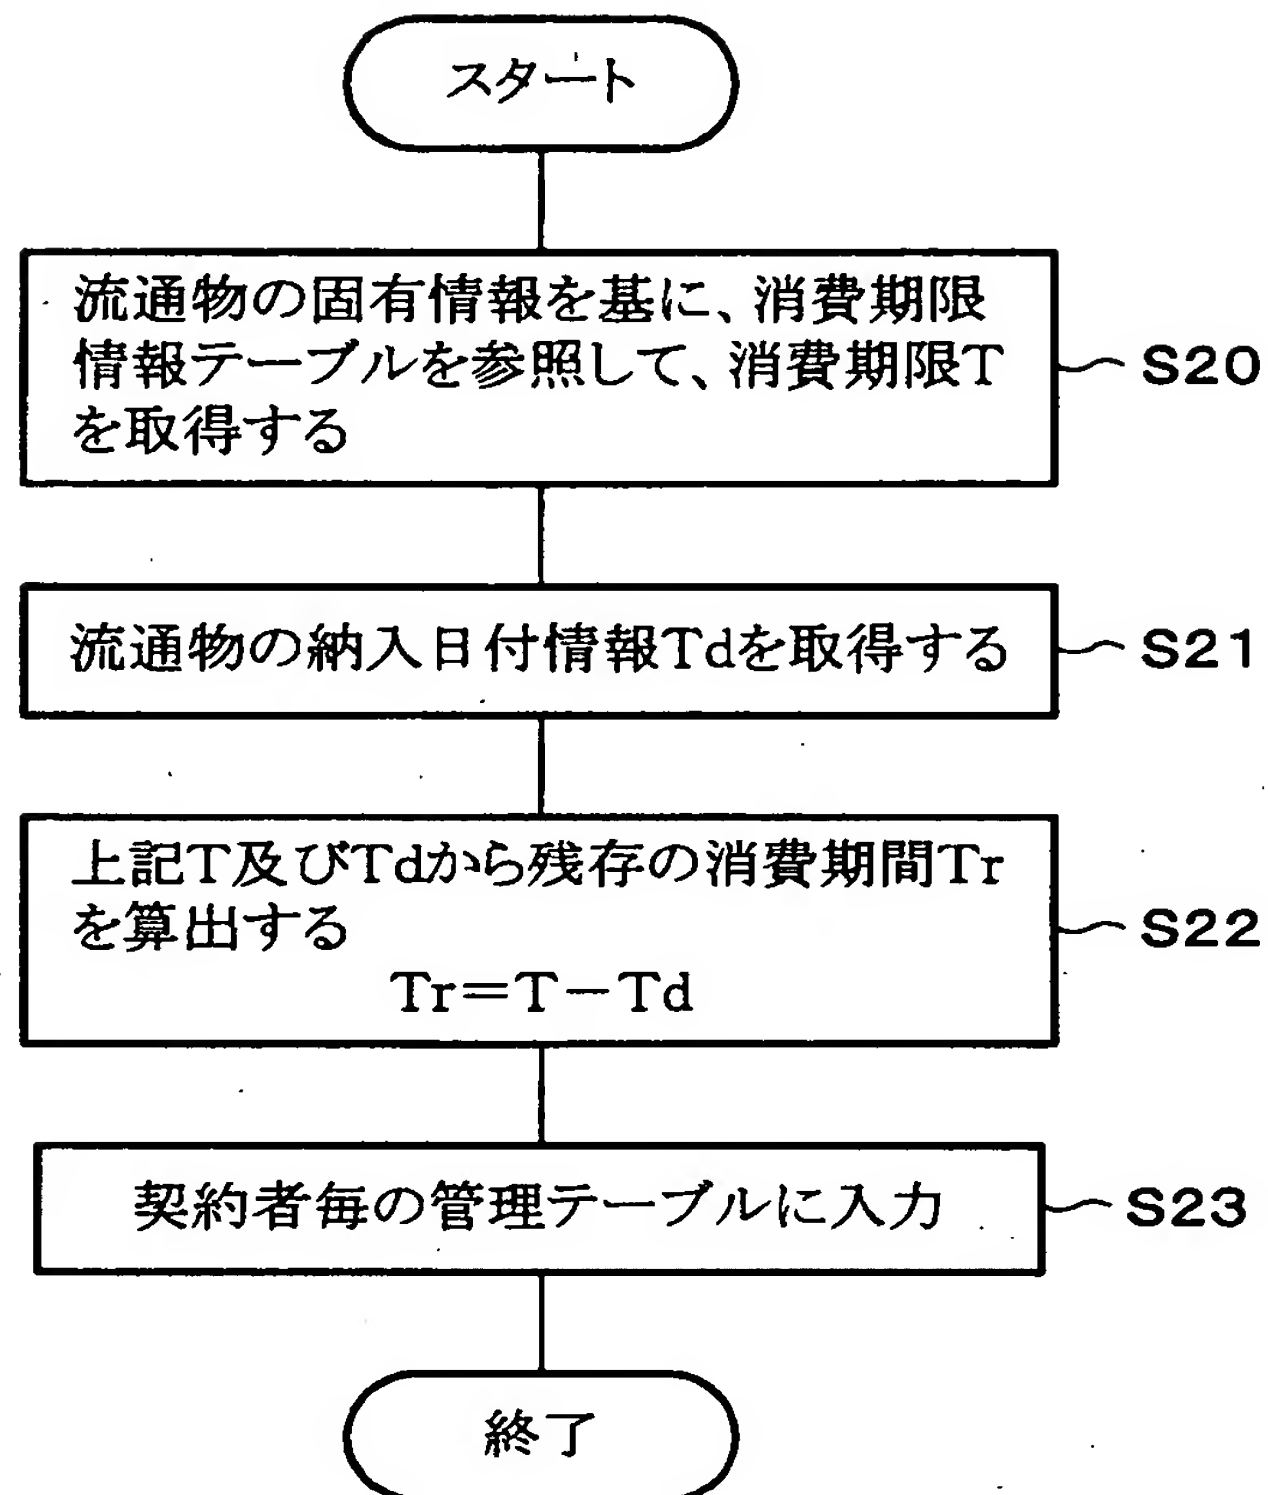 スタート
流通物の固有情報を基に、消費期限
情報テーブルを参照して、消費期限T
を取得する
S20
流通物の納入日付情報Tdを取得する
S21
上記T及びTdから残存の消費期間Tr
を算出する
Tr=T-Td
S22
契約者毎の管理テーブルに入力
S23
終了